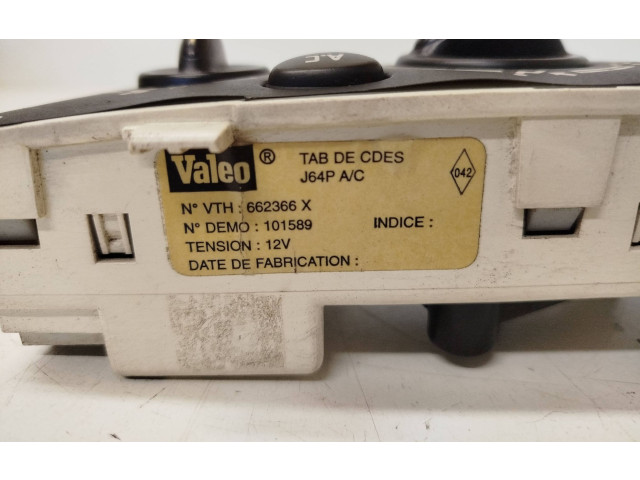 A.C
Valeo ® TAB DE CDES
J64P A/C
042
N° VTH : 662366 X
N° DEMO : 101589 INDICE :
TENSION : 12V
DATE DE FABRICATION :